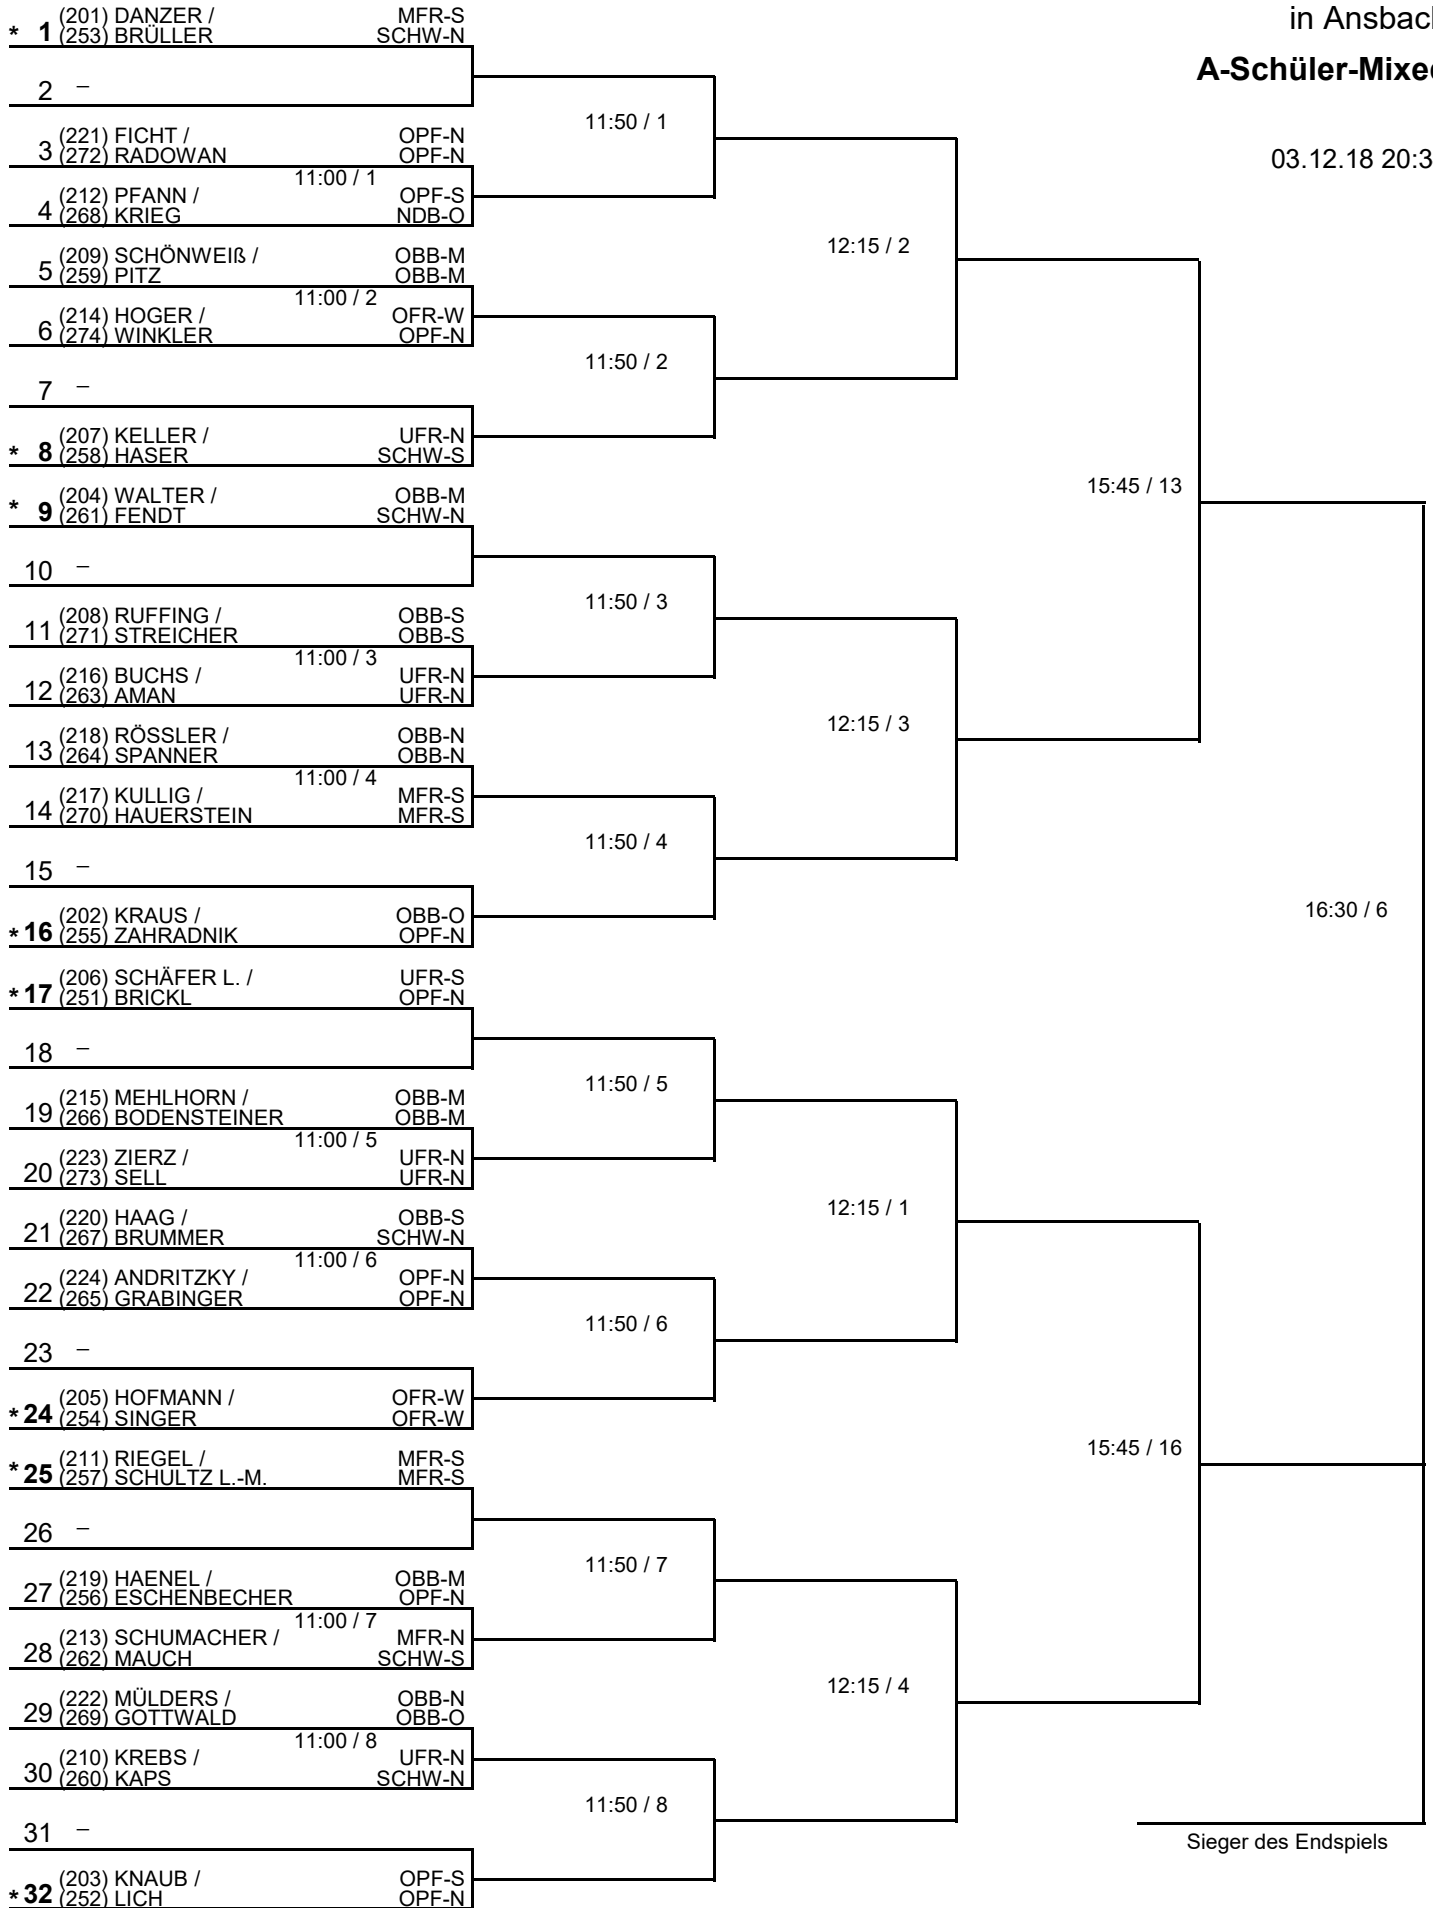 in Ansbach
A-Schüler-Mixed
03.12.18 20:3
* 1 (201) DANZER / MFR-S
(253) BRÜLLER SCHW-N
2 –
11:50 / 1
3 (221) FICHT / OPF-N
(272) RADOWAN OPF-N
11:00 / 1
4 (212) PFANN / OPF-S
(268) KRIEG NDB-O
12:15 / 2
5 (209) SCHÖNWEIß / OBB-M
(259) PITZ OBB-M
11:00 / 2
6 (214) HOGER / OFR-W
(274) WINKLER OPF-N
11:50 / 2
7 –
* 8 (207) KELLER / UFR-N
(258) HASER SCHW-S
15:45 / 13
* 9 (204) WALTER / OBB-M
(261) FENDT SCHW-N
10 –
11:50 / 3
11 (208) RUFFING / OBB-S
(271) STREICHER OBB-S
11:00 / 3
12 (216) BUCHS / UFR-N
(263) AMAN UFR-N
12:15 / 3
13 (218) RÖSSLER / OBB-N
(264) SPANNER OBB-N
11:00 / 4
14 (217) KULLIG / MFR-S
(270) HAUERSTEIN MFR-S
11:50 / 4
15 –
16:30 / 6
* 16 (202) KRAUS / OBB-O
(255) ZAHRADNIK OPF-N
* 17 (206) SCHÄFER L. / UFR-S
(251) BRICKL OPF-N
18 –
11:50 / 5
19 (215) MEHLHORN / OBB-M
(266) BODENSTEINER OBB-M
11:00 / 5
20 (223) ZIERZ / UFR-N
(273) SELL UFR-N
12:15 / 1
21 (220) HAAG / OBB-S
(267) BRUMMER SCHW-N
11:00 / 6
22 (224) ANDRITZKY / OPF-N
(265) GRABINGER OPF-N
11:50 / 6
23 –
* 24 (205) HOFMANN / OFR-W
(254) SINGER OFR-W
15:45 / 16
* 25 (211) RIEGEL / MFR-S
(257) SCHULTZ L.-M. MFR-S
26 –
11:50 / 7
27 (219) HAENEL / OBB-M
(256) ESCHENBECHER OPF-N
11:00 / 7
28 (213) SCHUMACHER / MFR-N
(262) MAUCH SCHW-S
12:15 / 4
29 (222) MÜLDERS / OBB-N
(269) GOTTWALD OBB-O
11:00 / 8
30 (210) KREBS / UFR-N
(260) KAPS SCHW-N
11:50 / 8
31 –
Sieger des Endspiels
* 32 (203) KNAUB / OPF-S
(252) LICH OPF-N